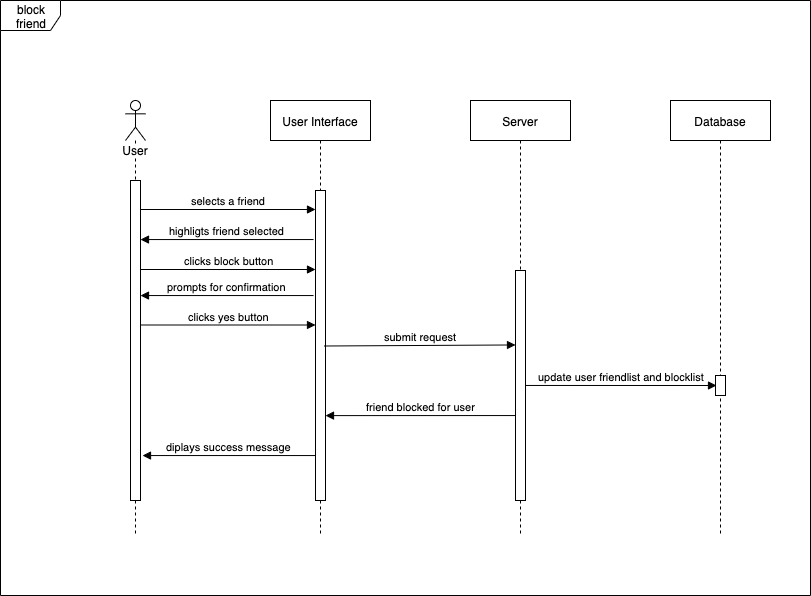 block
friend
User
User Interface
Server
Database
selects a friend
highligts friend selected
clicks block button
prompts for confirmation
clicks yes button
submit request
update user friendlist and blocklist
friend blocked for user
diplays success message